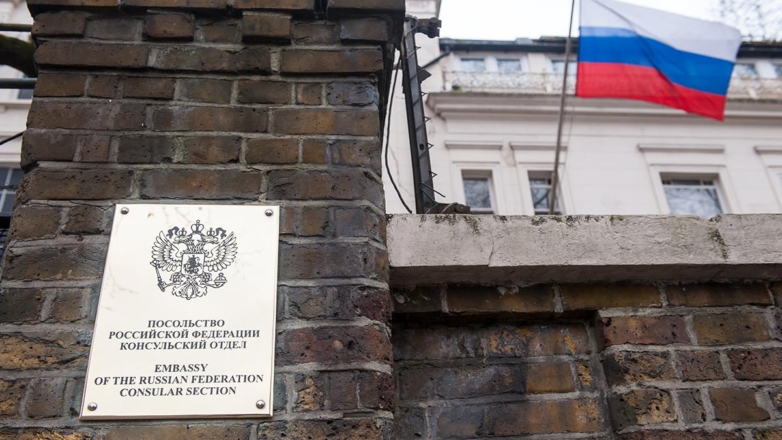 ПОСОЛЬСТВО
РОССИЙСКОЙ ФЕДЕРАЦИИ
КОНСУЛЬСКИЙ ОТДЕЛ
EMBASSY
OF THE RUSSIAN FEDERATION
CONSULAR SECTION